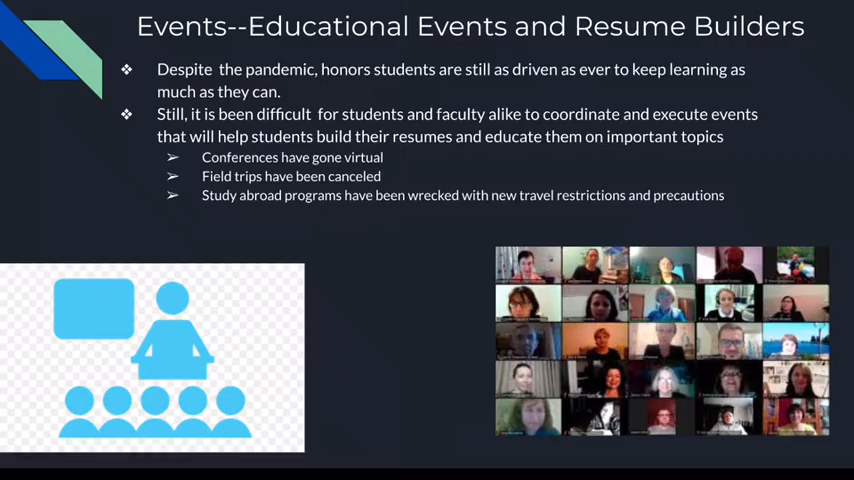 Events--Educational Events and Resume Builders
❖ Despite the pandemic, honors students are still as driven as ever to keep learning as
much as they can.
❖ Still, it is been difficult for students and faculty alike to coordinate and execute events
that will help students build their resumes and educate them on important topics
➢ Conferences have gone virtual
➢ Field trips have been canceled
➢ Study abroad programs have been wrecked with new travel restrictions and precautions